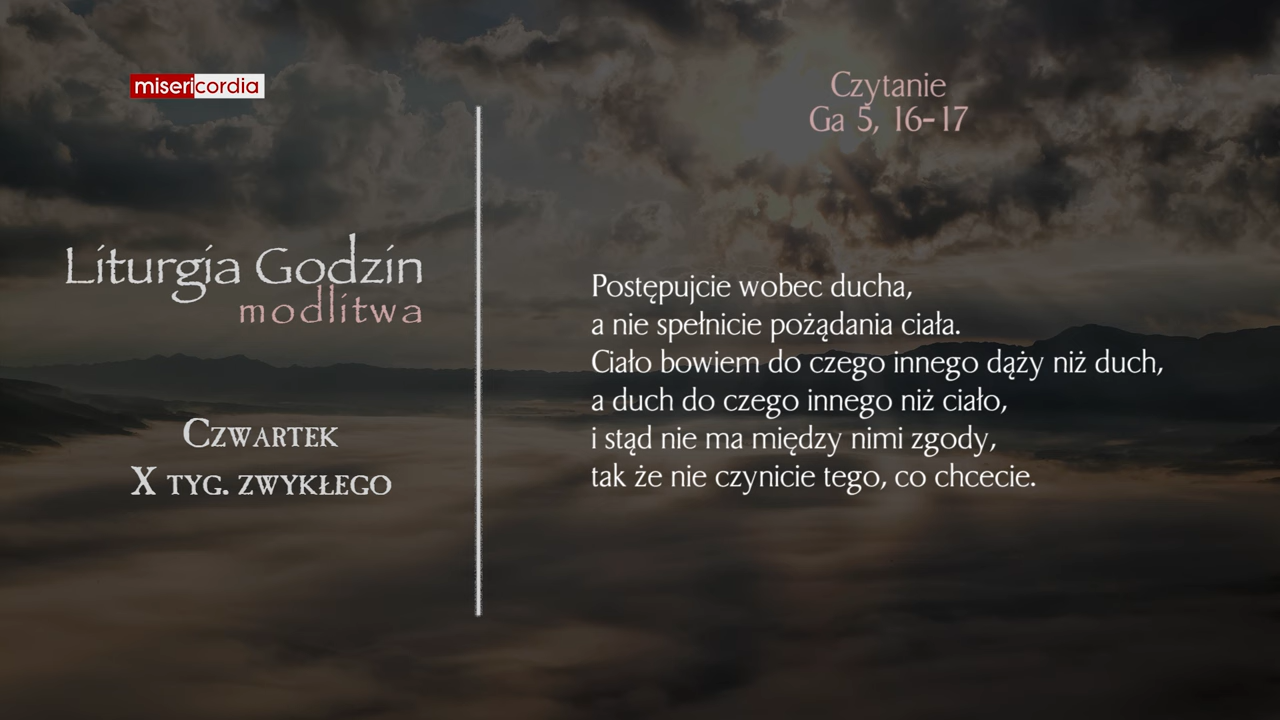 misericordia
Liturgia Godzin
modlitwa
Czwartek
X tyg. zwykłego
Czytanie
Ga 5, 16-17
Postępujcie wobec ducha,
a nie spełnicie pożądania ciała.
Ciało bowiem do czego innego dąży niż duch,
a duch do czego innego niż ciało,
i stąd nie ma między nimi zgody,
tak że nie czynicie tego, co chcecie.